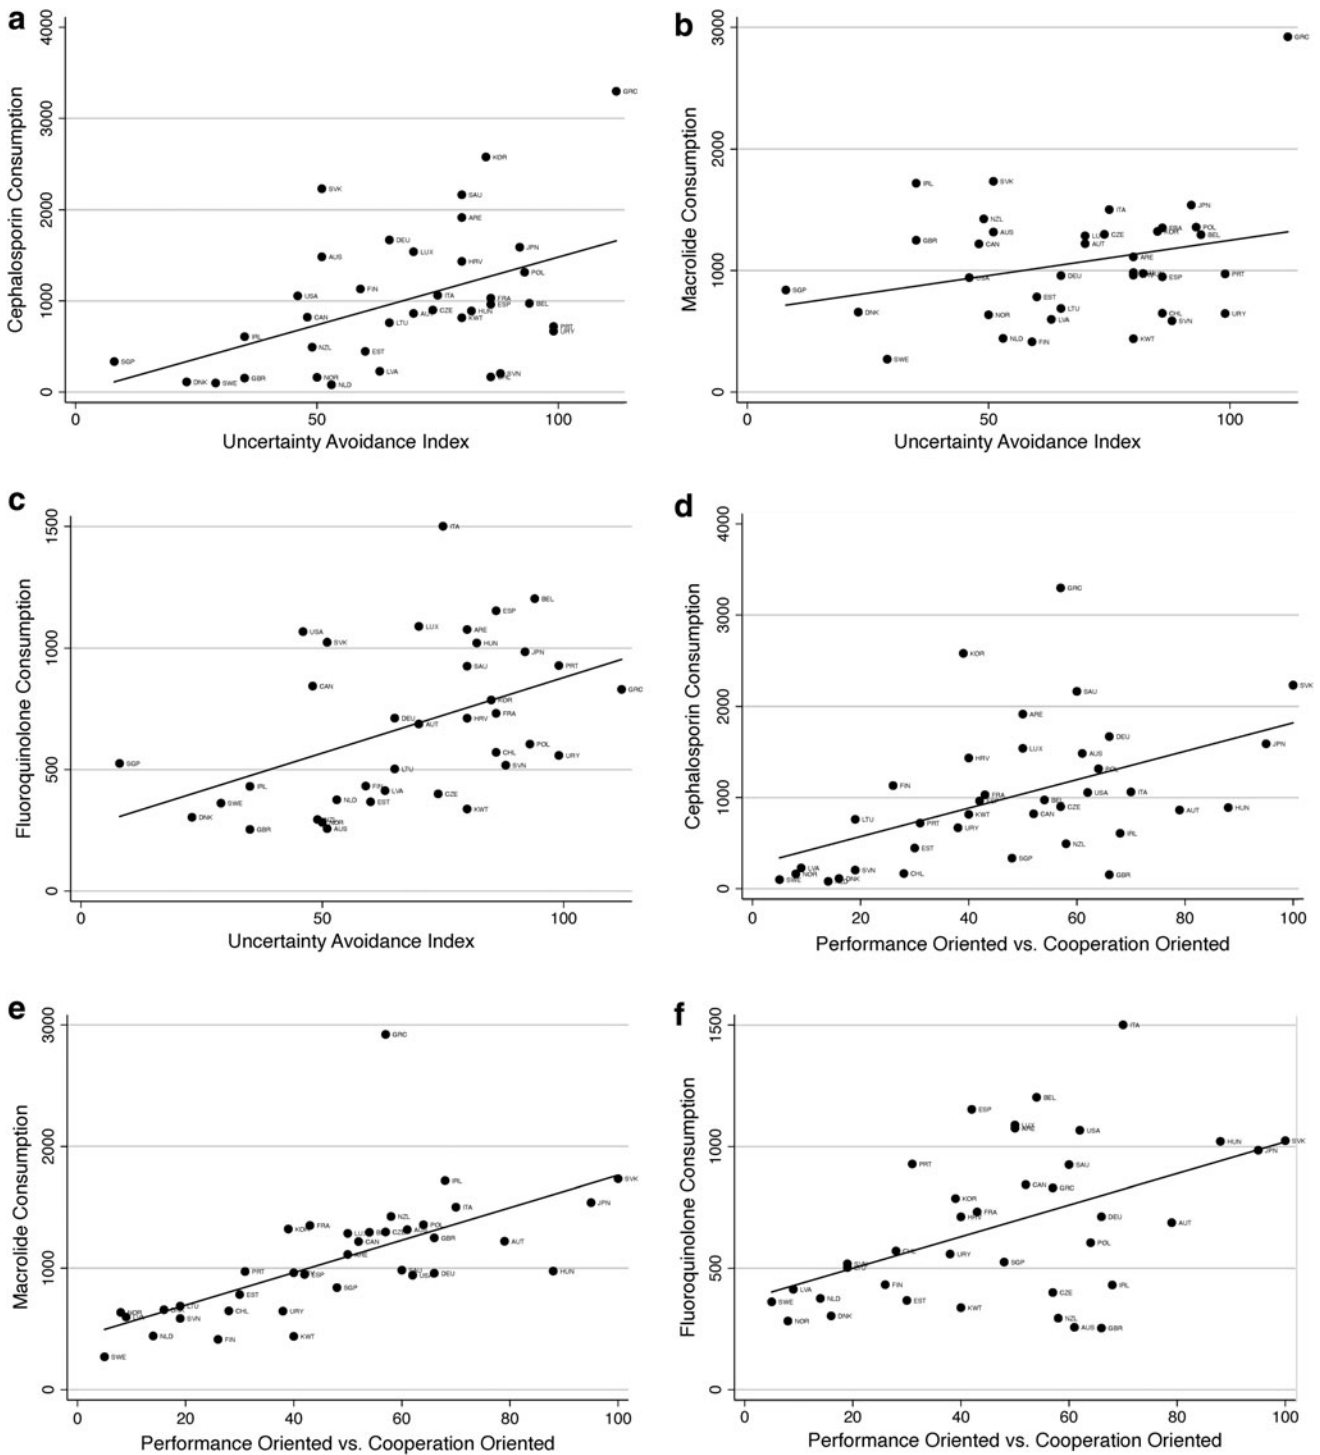 a
Cephalosporin Consumption
4000
3000
2000
1000
0
GRC
KOR
SVK
SAU
ARE
DEU
LUX
JPN
AUS
HRV
POL
FIN
USA
ITA
FRA
ESP
BEL
CAN
CZE
HUN
KWT
LTU
PRT
URY
IRL
NZL
EST
SGP
LVA
SVN
DNK
SWE
GBR
NOR
NLD
0 50 100
Uncertainty Avoidance Index
b
Macrolide Consumption
3000
2000
1000
0
GRC
IRL
SVK
ITA
JPN
NZL
AUS
GBR
CAN
CZE
AUT
POL
BEL
ARE
USA
DEU
ESP
PRT
SGP
EST
LTU
DNK
NOR
LVA
CHL
SVN
URY
NLD
FIN
KWT
SWE
0 50 100
Uncertainty Avoidance Index
c
Fluoroquinolone Consumption
1500
1000
500
0
ITA
BEL
ESP
LUX
ARE
USA
SVK
HUN
JPN
SAU
PRT
CAN
GRC
KOR
DEU
AUT
HRV
FRA
POL
CHL
URY
SGP
LTU
SVN
IRL
FIN
LVA
CZE
SWE
NLD
EST
KWT
DNK
NOR
GBR
AUS
0 50 100
Uncertainty Avoidance Index
d
Cephalosporin Consumption
4000
3000
2000
1000
0
GRC
KOR
SAU
SVK
ARE
DEU
LUX
AUS
JPN
HRV
POL
FIN
FRA
USA
ITA
CZE
KWT
CAN
AUT
HUN
LTU
PRT
URY
IRL
EST
NZL
SGP
LVA
NOR
SVN
CHL
GBR
SWE
DNK
0 20 40 60 80 100
Performance Oriented vs. Cooperation Oriented
e
Macrolide Consumption
3000
2000
1000
0
GRC
IRL
SVK
ITA
JPN
NZL
FRA
POL
GBR
CAN
AUT
ARE
PRT
ESP
DEU
HUN
SGP
EST
LTU
NOR
SVN
CHL
URY
NLD
FIN
KWT
SWE
0 20 40 60 80 100
Performance Oriented vs. Cooperation Oriented
f
Fluoroquinolone Consumption
1500
1000
500
0
ITA
BEL
ESP
LUX
ARE
USA
HUN
SVK
JPN
PRT
SAU
CAN
GRC
KOR
FRA
HRV
DEU
AUT
POL
CHL
URY
SGP
LVA
FIN
IRL
SWE
NLD
EST
CZE
KWT
DNK
NOR
NZL
AUS
GBR
0 20 40 60 80 100
Performance Oriented vs. Cooperation Oriented